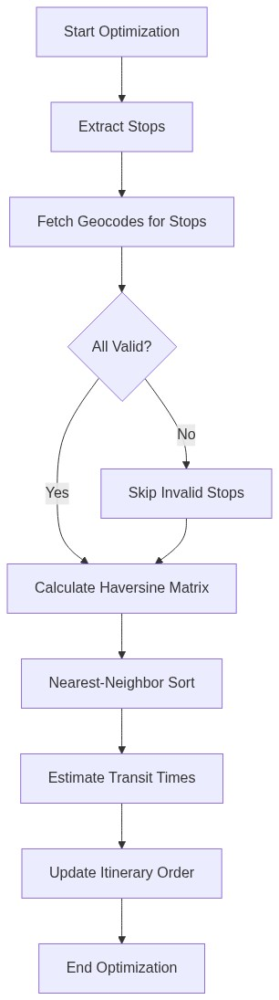 Start Optimization
Extract Stops
Fetch Geocodes for Stops
All Valid?
No
Yes
Skip Invalid Stops
Calculate Haversine Matrix
Nearest-Neighbor Sort
Estimate Transit Times
Update Itinerary Order
End Optimization